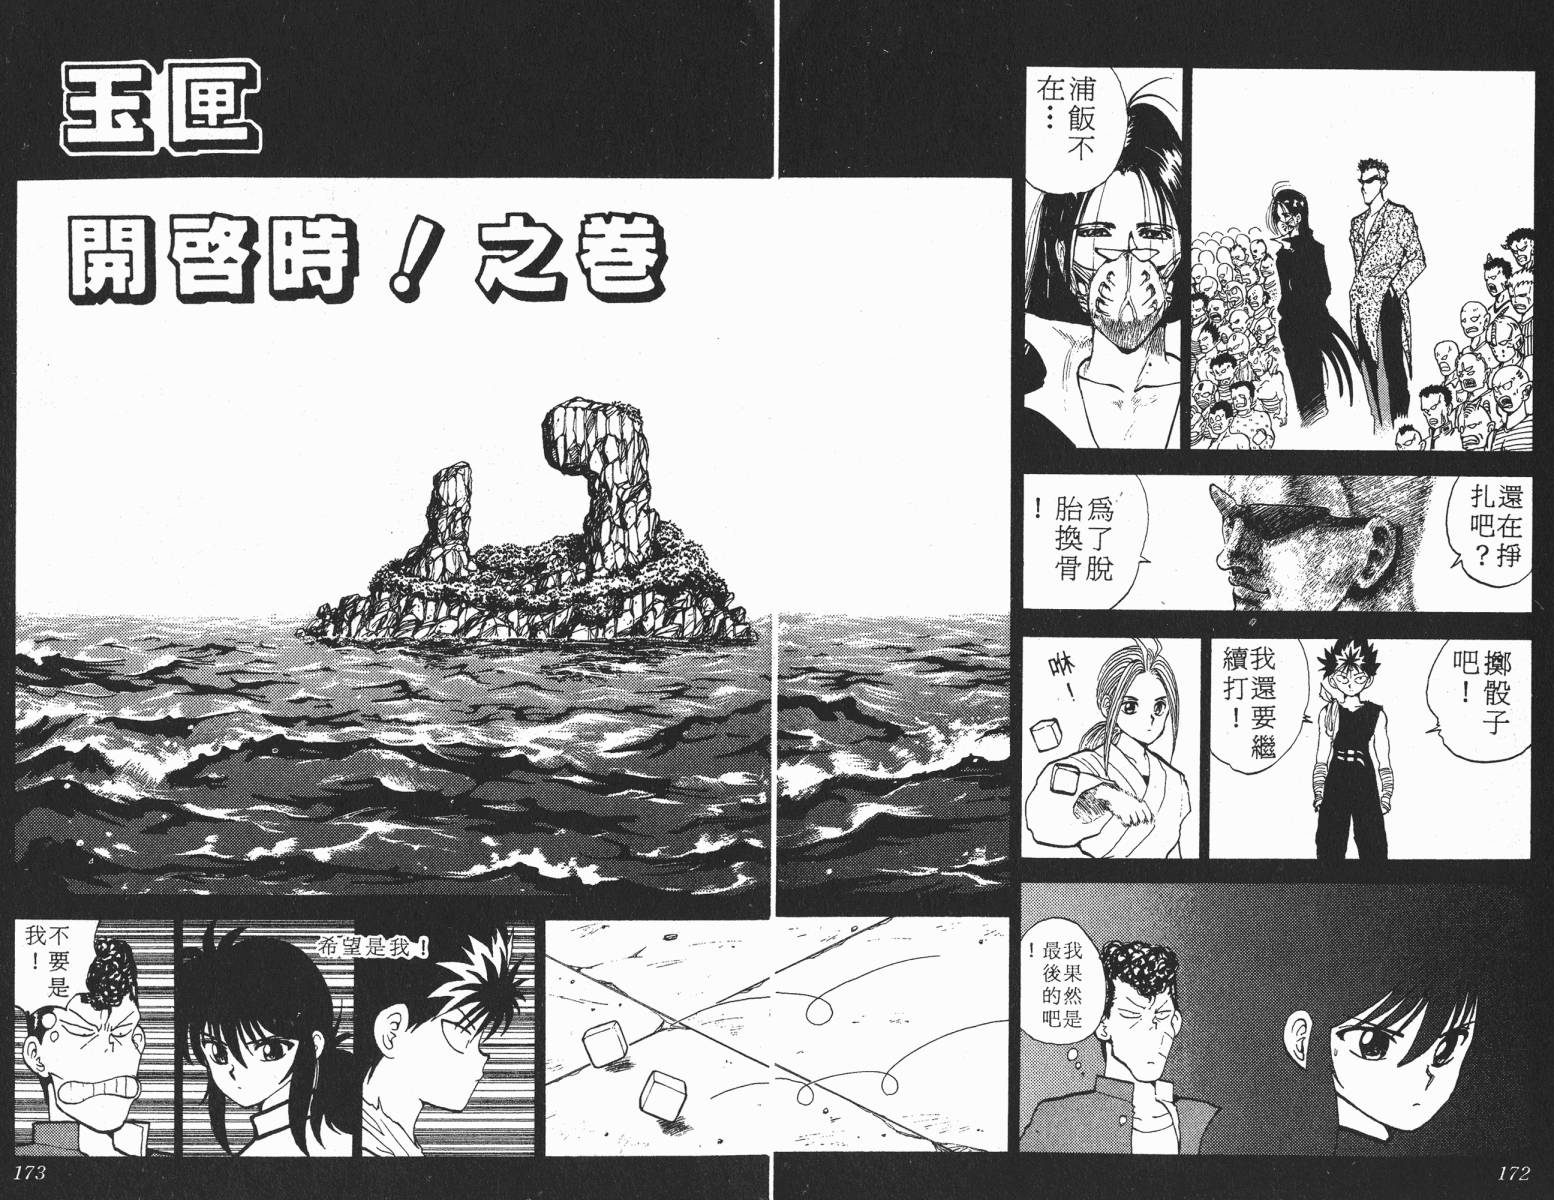 浦飯不
在…
還在掙
扎吧？
為了脫
胎換骨
！
擲骰子
吧！
我還要繼
續打！
我果然是
最後的吧
！
172
玉匣
開啓時！之卷
希望是我！
不要是
我！
173